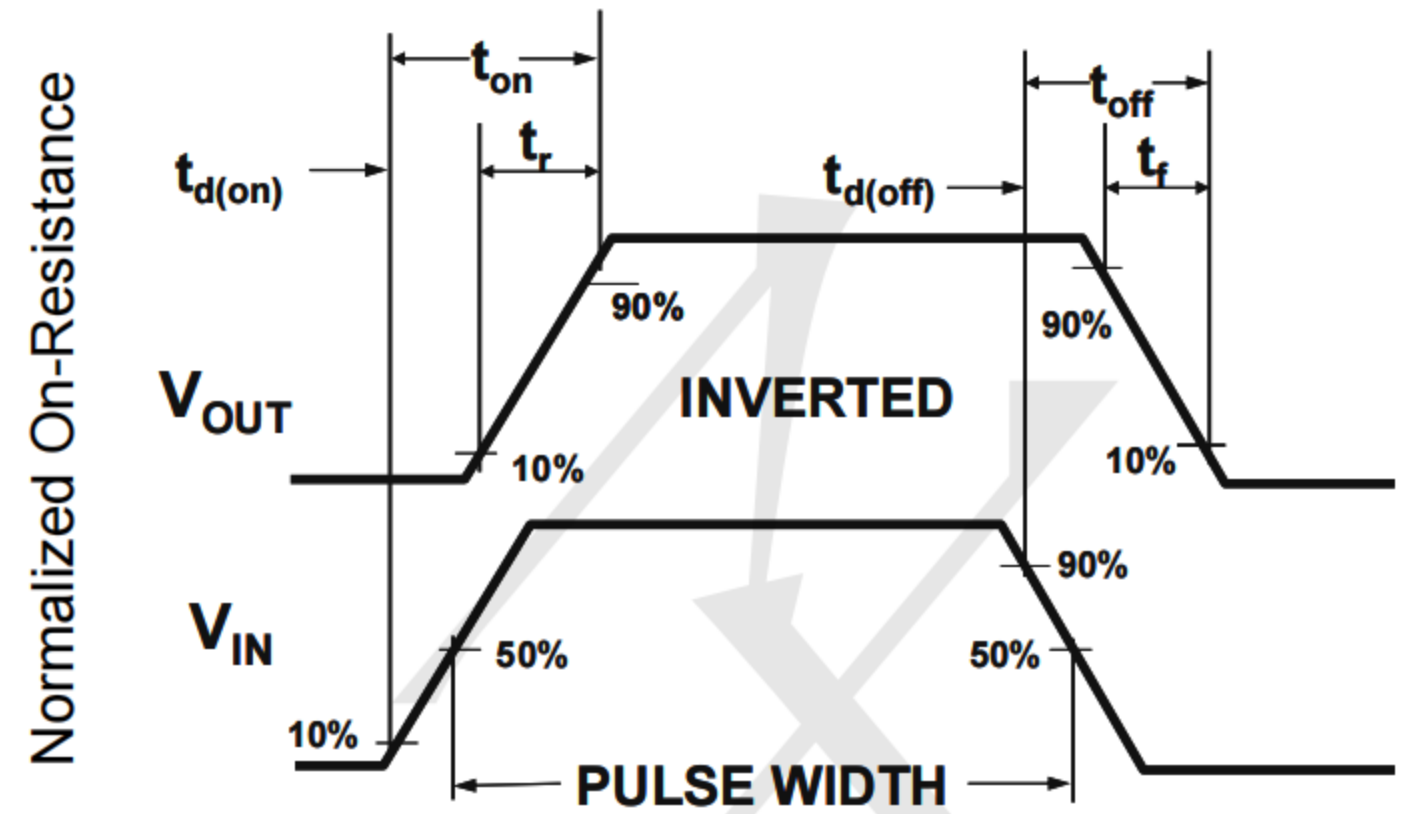 Normalized On-Resistance
ton
toff
td(on)
tr
td(off)
tf
90%
90%
VOUT
INVERTED
10%
10%
90%
VIN
50%
50%
10%
PULSE WIDTH